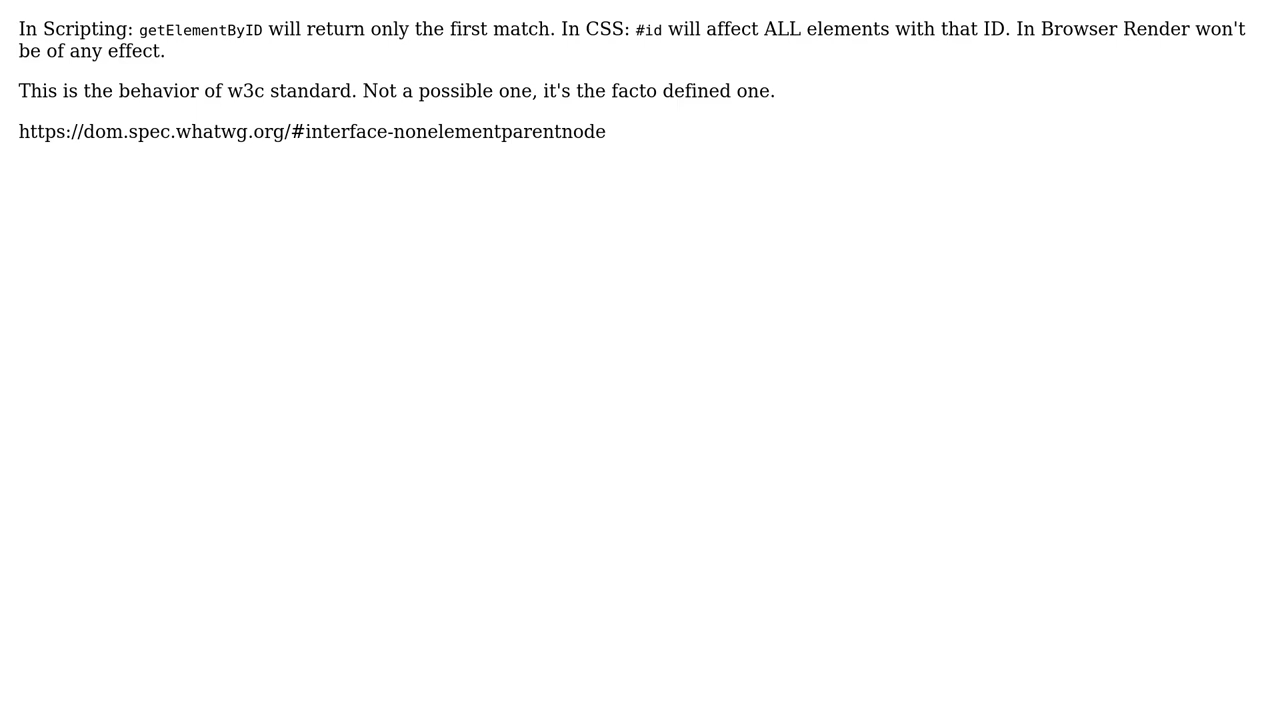 In Scripting: getElementByID will return only the first match. In CSS: #id will affect ALL elements with that ID. In Browser Render won't
be of any effect.
This is the behavior of w3c standard. Not a possible one, it's the facto defined one.
https://dom.spec.whatwg.org/#interface-nonelementparentnode